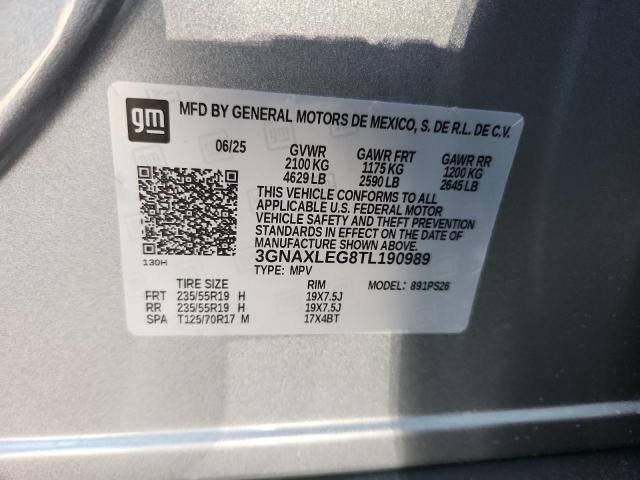 gm
MFD BY GENERAL MOTORS DE MEXICO, S. DE R.L. DE C.V.
06/25 GVWR GAWR FRT GAWR RR
2100 KG 1175 KG 1200 KG
4629 LB 2590 LB 2645 LB
THIS VEHICLE CONFORMS TO ALL
APPLICABLE U.S. FEDERAL MOTOR
VEHICLE SAFETY AND THEFT PREVENTION
STANDARDS IN EFFECT ON THE DATE OF
MANUFACTURE SHOWN ABOVE.
130H 3GNAXLEG8TL190989
TYPE: MPV MODEL: 891PS26
TIRE SIZE RIM
FRT 235/55R19 H 19X7.5J
RR 235/55R19 H 19X7.5J
SPA T125/70R17 M 17X4BT